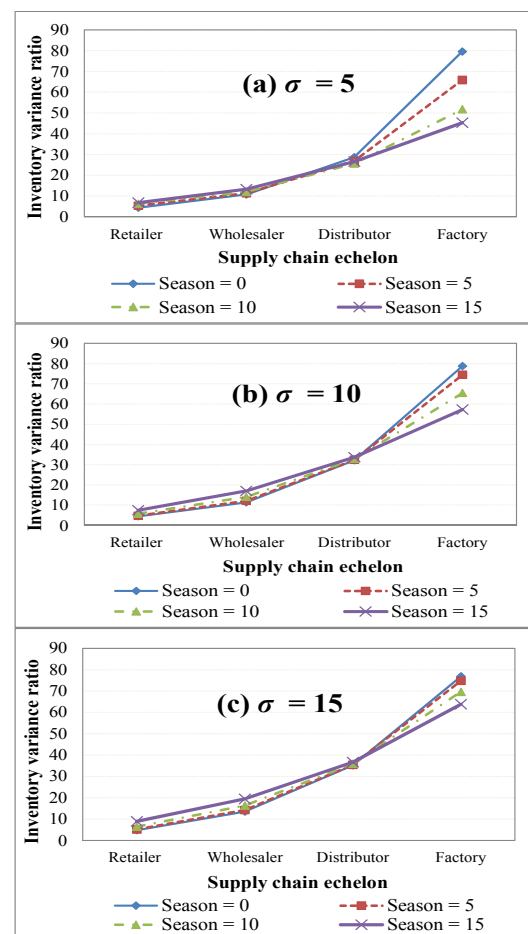 90
80
70
60
50
40
30
20
10
0
Inventory variance ratio
(a) σ = 5
Retailer Wholesaler Distributor Factory
Supply chain echelon
Season = 0 Season = 5
Season = 10 Season = 15
90
80
70
60
50
40
30
20
10
0
Inventory variance ratio
(b) σ = 10
Retailer Wholesaler Distributor Factory
Supply chain echelon
Season = 0 Season = 5
Season = 10 Season = 15
90
80
70
60
50
40
30
20
10
0
Inventory variance ratio
(c) σ = 15
Retailer Wholesaler Distributor Factory
Supply chain echelon
Season = 0 Season = 5
Season = 10 Season = 15